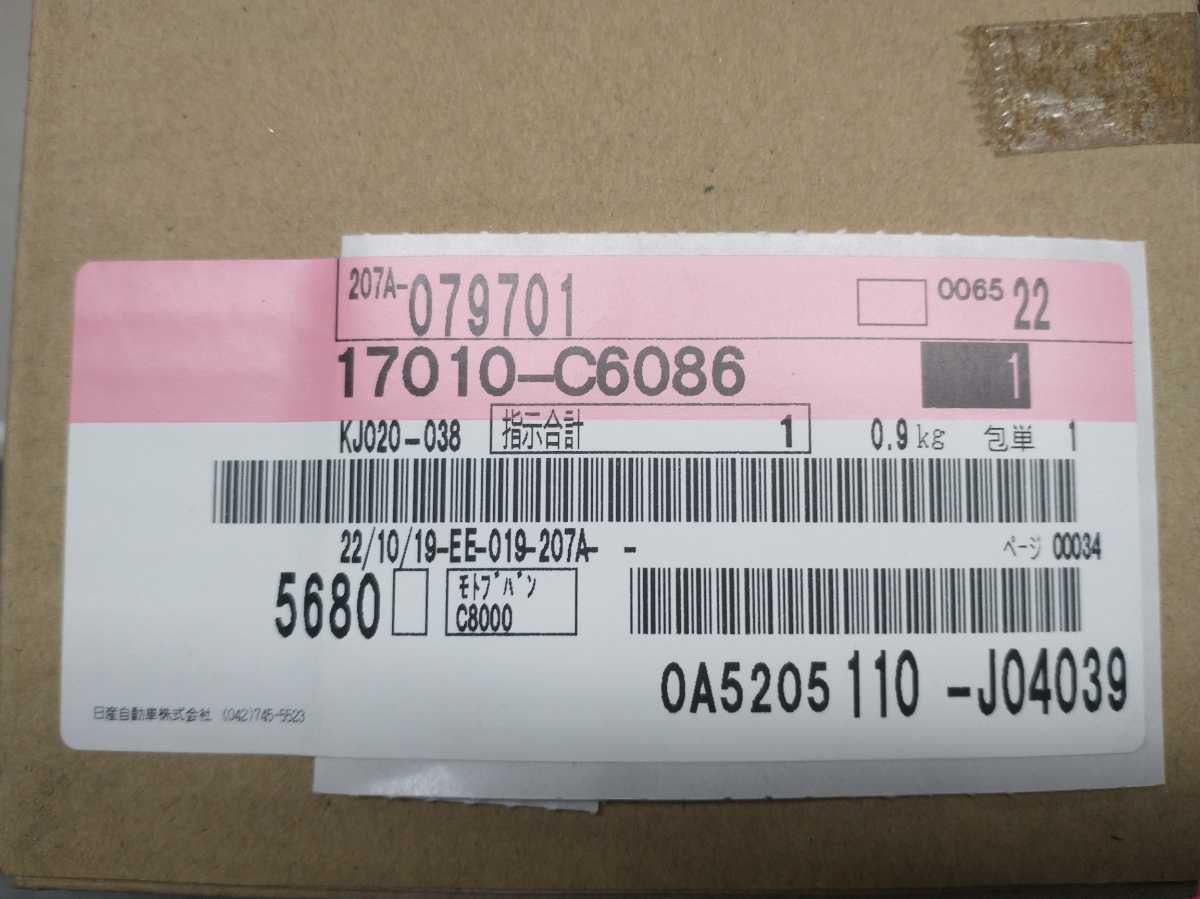 207A-079701 0065 22
17010-C6086 1
KJ020-038 指示合計 1 0.9kg 包単 1
22/10/19-EE-019-207A- -
ページ 00034
5680 モトブバン
C8000
0A5205 110 -J04039
日産自動車株式会社 (042)745-5523